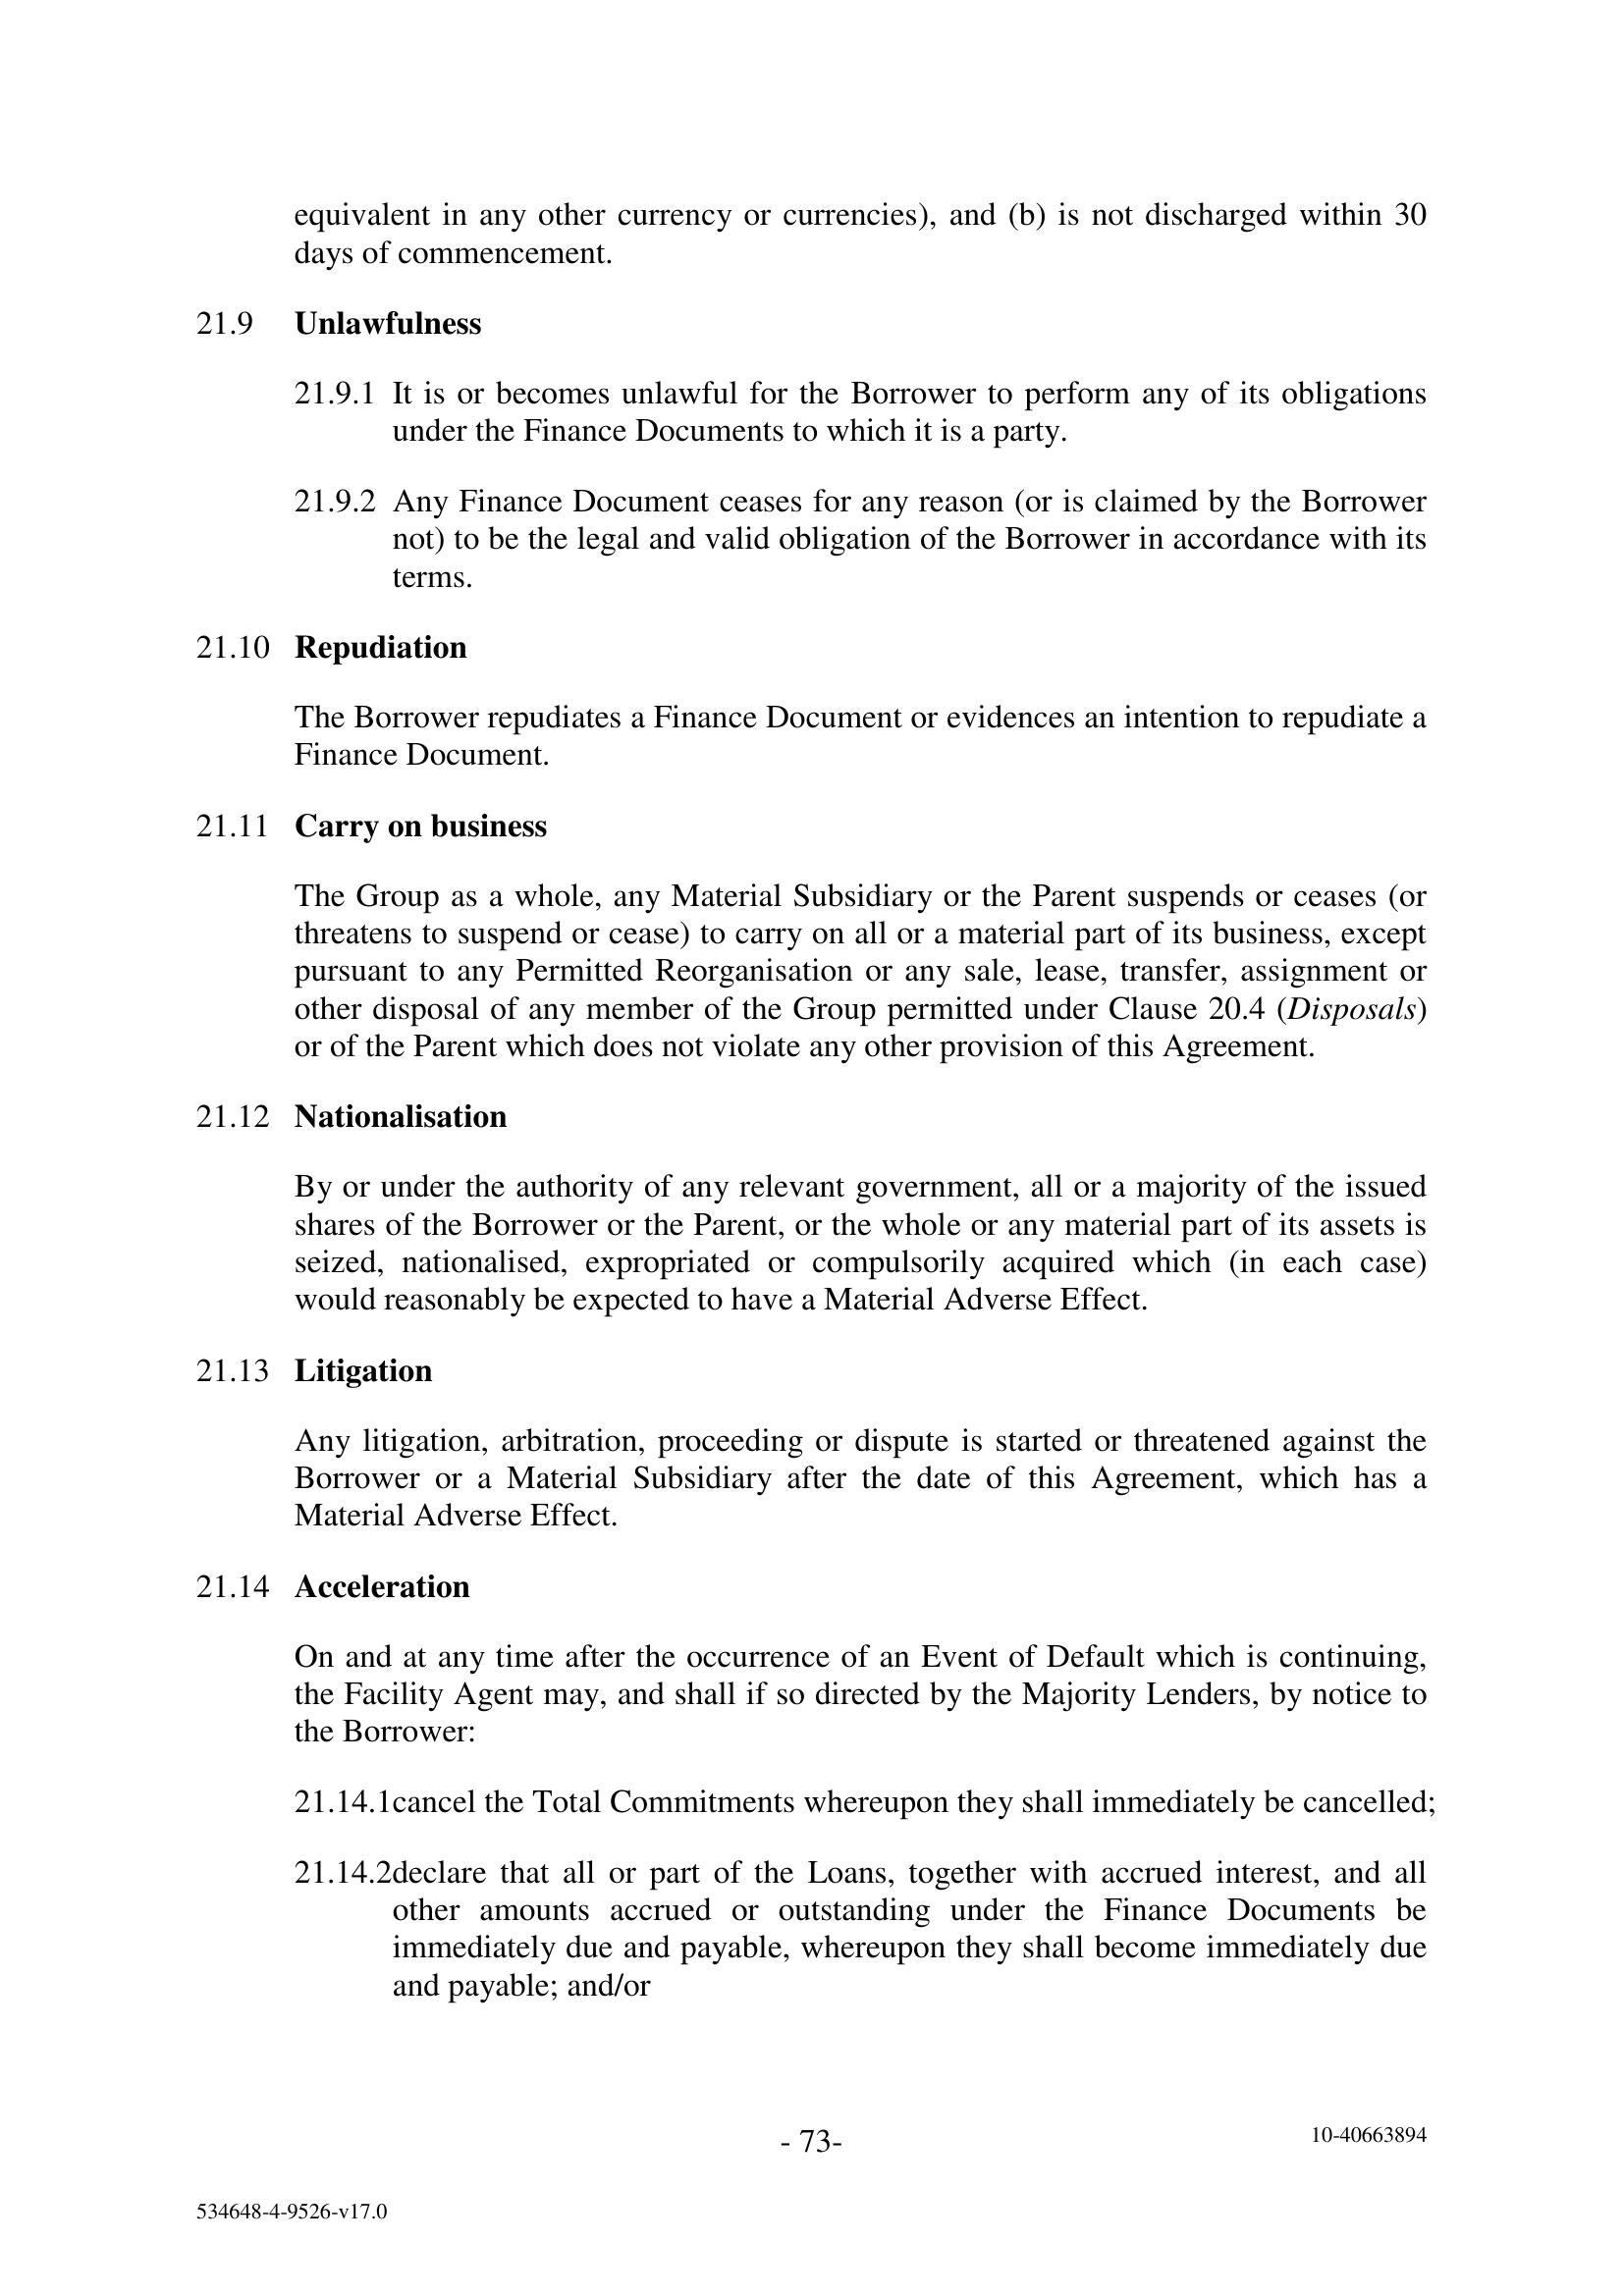 equivalent in any other currency or currencies), and (b) is not discharged within 30
days of commencement.
21.9 Unlawfulness
21.9.1 It is or becomes unlawful for the Borrower to perform any of its obligations
under the Finance Documents to which it is a party.
21.9.2 Any Finance Document ceases for any reason (or is claimed by the Borrower
not) to be the legal and valid obligation of the Borrower in accordance with its
terms.
21.10 Repudiation
The Borrower repudiates a Finance Document or evidences an intention to repudiate a
Finance Document.
21.11 Carry on business
The Group as a whole, any Material Subsidiary or the Parent suspends or ceases (or
threatens to suspend or cease) to carry on all or a material part of its business, except
pursuant to any Permitted Reorganisation or any sale, lease, transfer, assignment or
other disposal of any member of the Group permitted under Clause 20.4 (Disposals)
or of the Parent which does not violate any other provision of this Agreement.
21.12 Nationalisation
By or under the authority of any relevant government, all or a majority of the issued
shares of the Borrower or the Parent, or the whole or any material part of its assets is
seized, nationalised, expropriated or compulsorily acquired which (in each case)
would reasonably be expected to have a Material Adverse Effect.
21.13 Litigation
Any litigation, arbitration, proceeding or dispute is started or threatened against the
Borrower or a Material Subsidiary after the date of this Agreement, which has a
Material Adverse Effect.
21.14 Acceleration
On and at any time after the occurrence of an Event of Default which is continuing,
the Facility Agent may, and shall if so directed by the Majority Lenders, by notice to
the Borrower:
21.14.1cancel the Total Commitments whereupon they shall immediately be cancelled;
21.14.2declare that all or part of the Loans, together with accrued interest, and all
other amounts accrued or outstanding under the Finance Documents be
immediately due and payable, whereupon they shall become immediately due
and payable; and/or
- 73-
10-40663894
534648-4-9526-v17.0